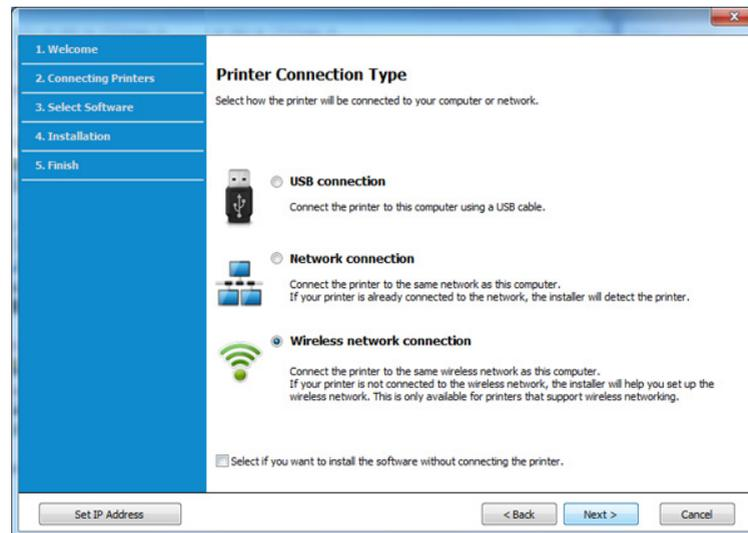 1. Welcome
2. Connecting Printers
3. Select Software
4. Installation
5. Finish
Printer Connection Type
Select how the printer will be connected to your computer or network.
USB connection
Connect the printer to this computer using a USB cable.
Network connection
Connect the printer to the same network as this computer.
If your printer is already connected to the network, the installer will detect the printer.
Wireless network connection
Connect the printer to the same wireless network as this computer.
If your printer is not connected to the wireless network, the installer will help you set up the
wireless network. This is only available for printers that support wireless networking.
Select if you want to install the software without connecting the printer.
Set IP Address
< Back
Next >
Cancel